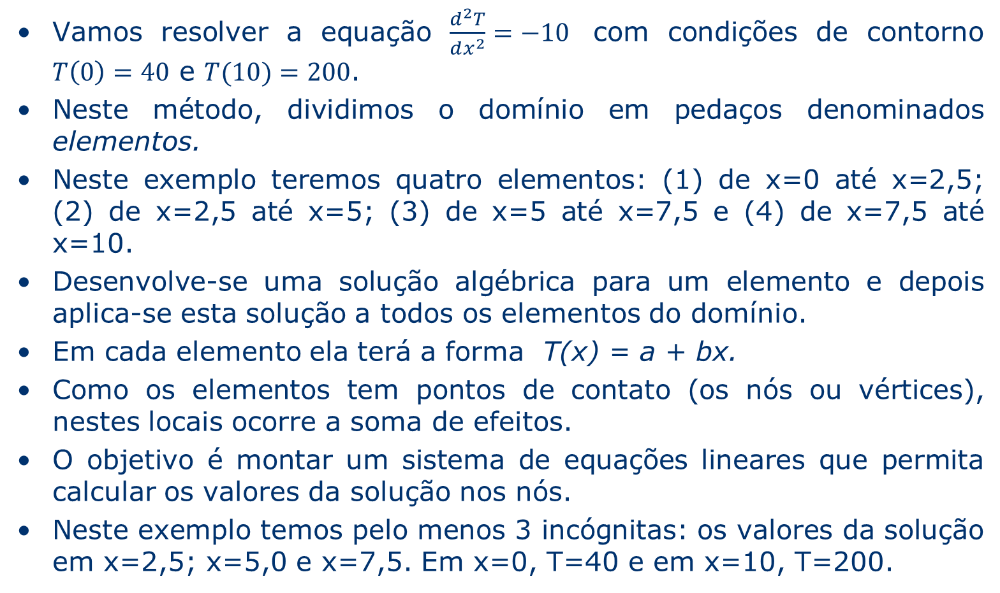 • Vamos resolver a equação d²T/dx² = −10 com condições de contorno
T(0) = 40 e T(10) = 200.
• Neste método, dividimos o domínio em pedaços denominados
elementos.
• Neste exemplo teremos quatro elementos: (1) de x=0 até x=2,5;
(2) de x=2,5 até x=5; (3) de x=5 até x=7,5 e (4) de x=7,5 até
x=10.
• Desenvolve-se uma solução algébrica para um elemento e depois
aplica-se esta solução a todos os elementos do domínio.
• Em cada elemento ela terá a forma T(x) = a + bx.
• Como os elementos tem pontos de contato (os nós ou vértices),
nestes locais ocorre a soma de efeitos.
• O objetivo é montar um sistema de equações lineares que permita
calcular os valores da solução nos nós.
• Neste exemplo temos pelo menos 3 incógnitas: os valores da solução
em x=2,5; x=5,0 e x=7,5. Em x=0, T=40 e em x=10, T=200.